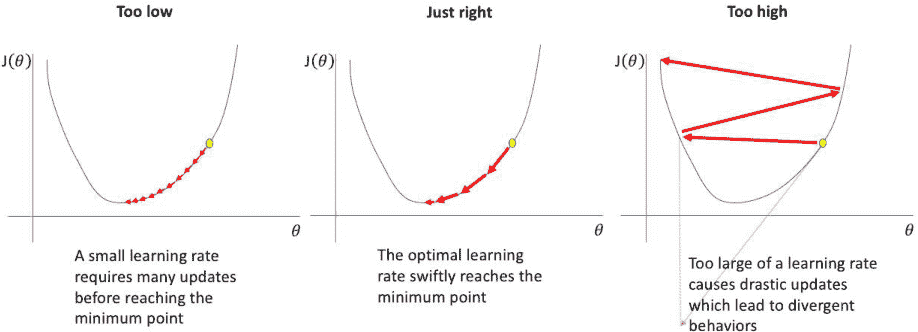 Too low
J(θ)
θ
A small learning rate
requires many updates
before reaching the
minimum point
Just right
J(θ)
θ
The optimal learning
rate swiftly reaches the
minimum point
Too high
J(θ)
θ
Too large of a learning rate
causes drastic updates
which lead to divergent
behaviors